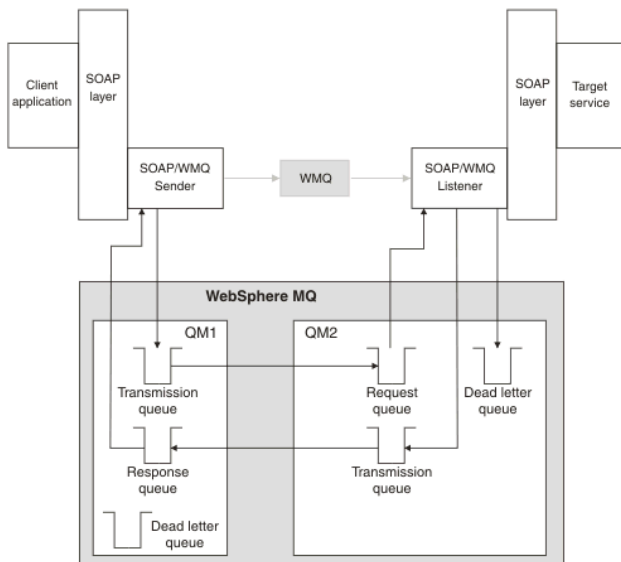 Client
application
SOAP
layer
SOAP/WMQ
Sender
WMQ
SOAP/WMQ
Listener
SOAP
layer
Target
service
WebSphere MQ
QM1
Transmission
queue
Response
queue
Dead letter
queue
QM2
Request
queue
Dead letter
queue
Transmission
queue